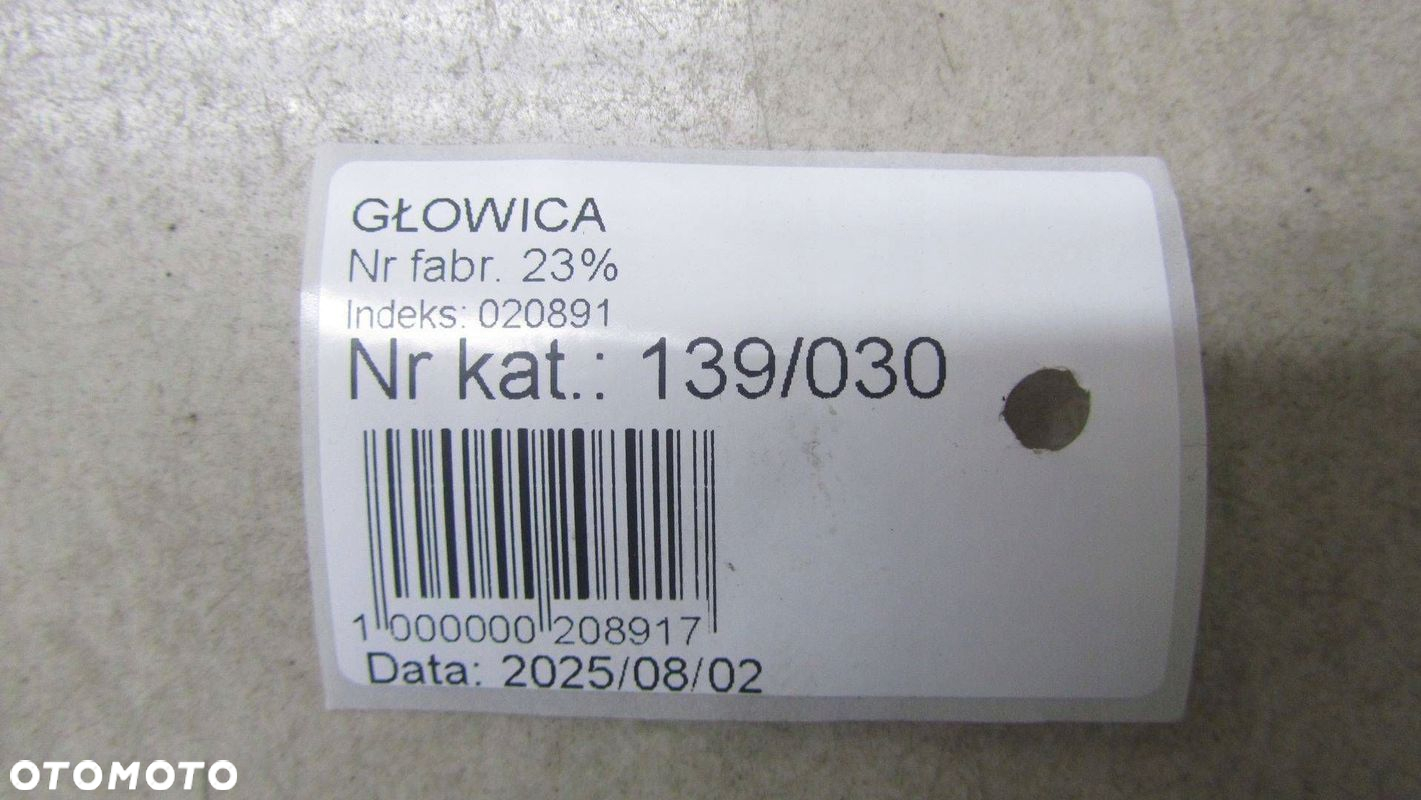 GŁOWICA
Nr fabr. 23%
Indeks: 020891
Nr kat.: 139/030
1 000000 208917
Data: 2025/08/02
OTOMOTO